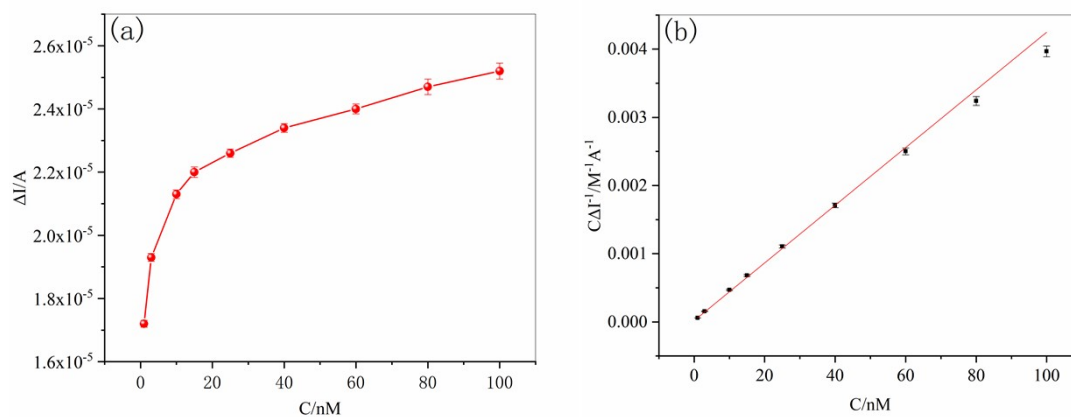 (a)
2.6x10⁻⁵
2.4x10⁻⁵
2.2x10⁻⁵
2.0x10⁻⁵
1.8x10⁻⁵
1.6x10⁻⁵
ΔI/A
0 20 40 60 80 100
C/nM
(b)
0.004
0.003
0.002
0.001
0.000
CΔI⁻¹/M⁻¹A⁻¹
0 20 40 60 80 100
C/nM